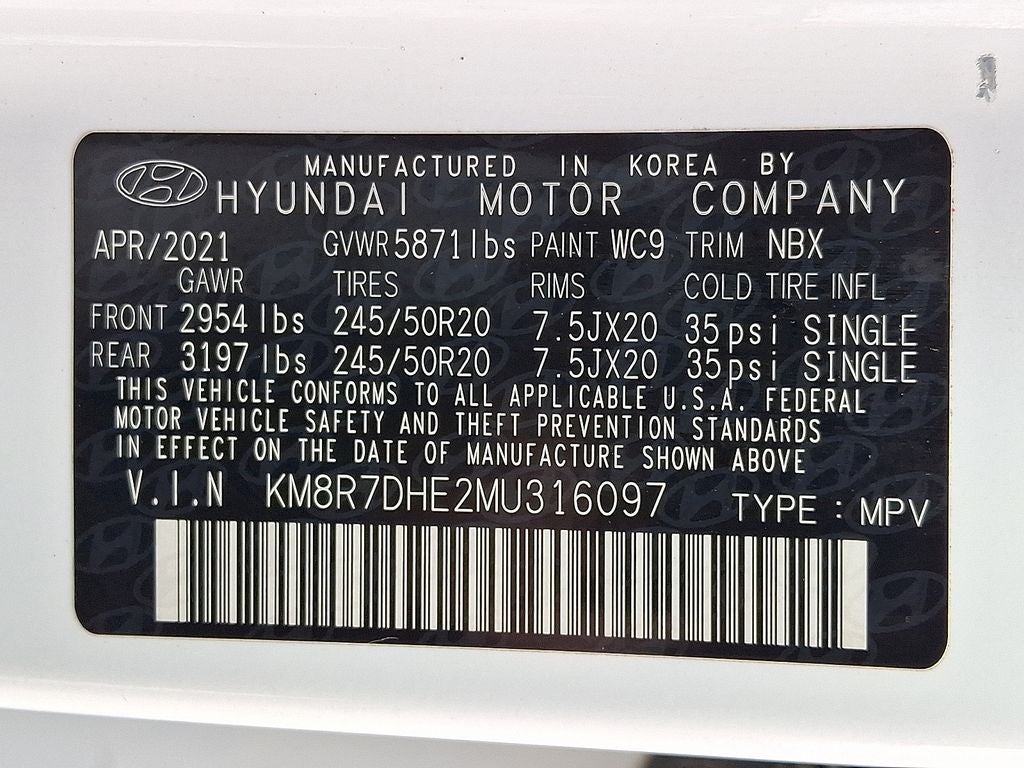 MANUFACTURED IN KOREA BY
HYUNDAI MOTOR COMPANY
APR/2021 GVWR 5871lbs PAINT WC9 TRIM NBX
GAWR TIRES RIMS COLD TIRE INFL
FRONT 2954 lbs 245/50R20 7.5JX20 35psi SINGLE
REAR 3197 lbs 245/50R20 7.5JX20 35psi SINGLE
THIS VEHICLE CONFORMS TO ALL APPLICABLE U.S.A. FEDERAL
MOTOR VEHICLE SAFETY AND THEFT PREVENTION STANDARDS
IN EFFECT ON THE DATE OF MANUFACTURE SHOWN ABOVE
V.I.N KM8R7DHE2MU316097 TYPE : MPV